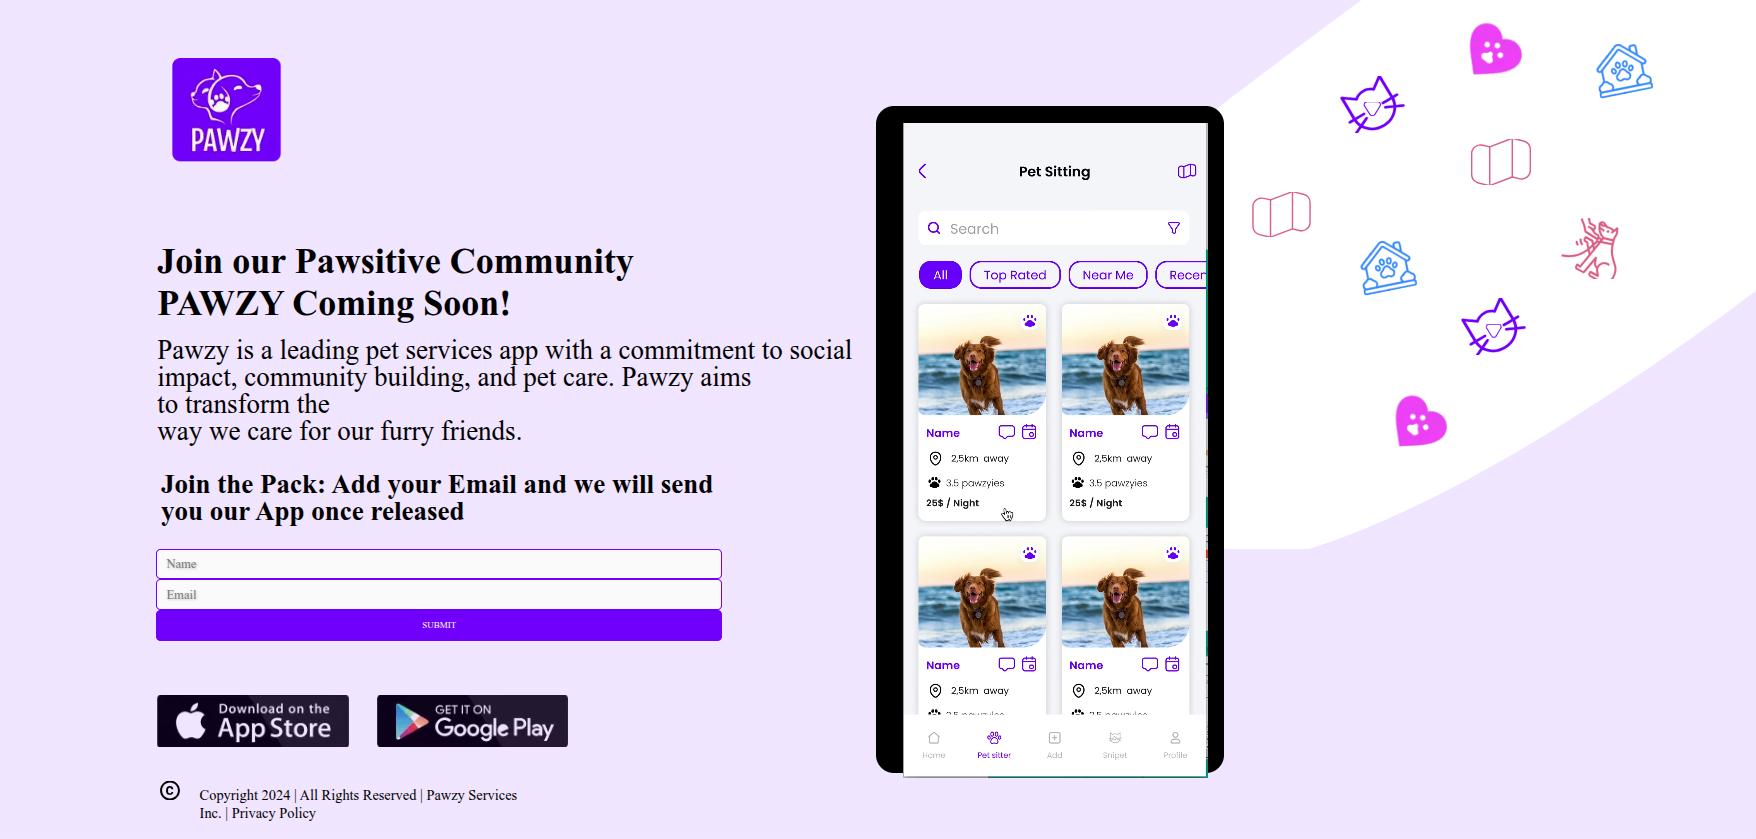 PAWZY
Join our Pawsitive Community
PAWZY Coming Soon!
Pawzy is a leading pet services app with a commitment to social
impact, community building, and pet care. Pawzy aims
to transform the
way we care for our furry friends.
Join the Pack: Add your Email and we will send
you our App once released
Name
Email
SUBMIT
Download on the
App Store
GET IT ON
Google Play
Copyright 2024 | All Rights Reserved | Pawzy Services
Inc. | Privacy Policy
Pet Sitting
Search
All Top Rated Near Me Recen
Name Name
2,5km away 2,5km away
3.5 pawzyies 3.5 pawzyies
25$ / Night 25$ / Night
Name Name
2,5km away 2,5km away
3.5 pawzyies 3.5 pawzyies
Home Pet sitter Add Snipet Profile